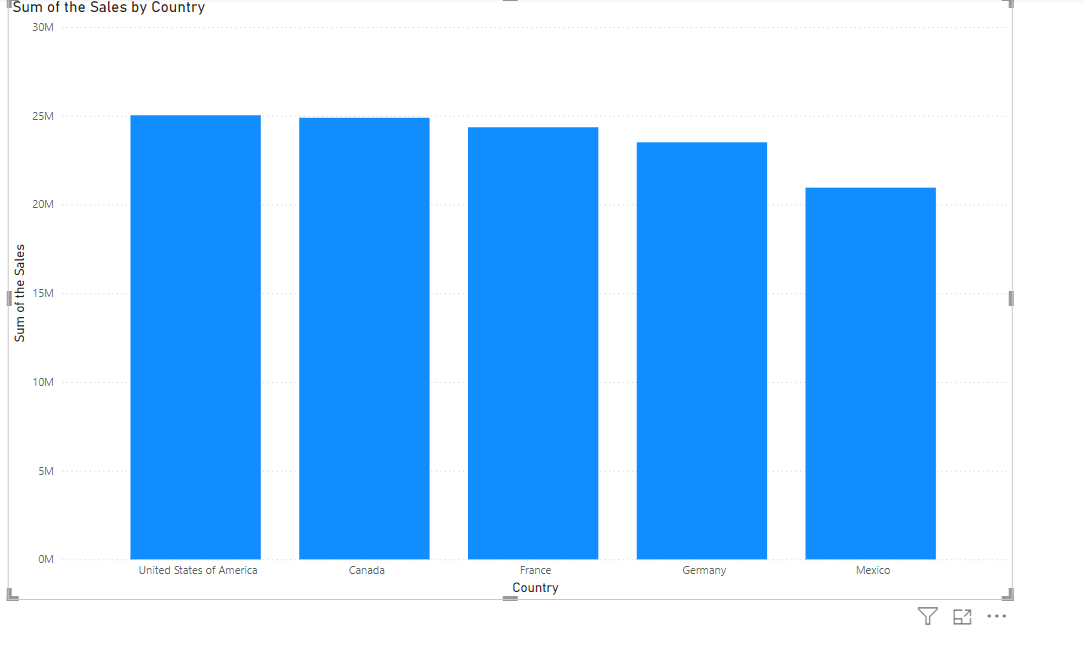 Sum of the Sales by Country
30M
25M
20M
15M
10M
5M
0M
Sum of the Sales
United States of America
Canada
France
Germany
Mexico
Country